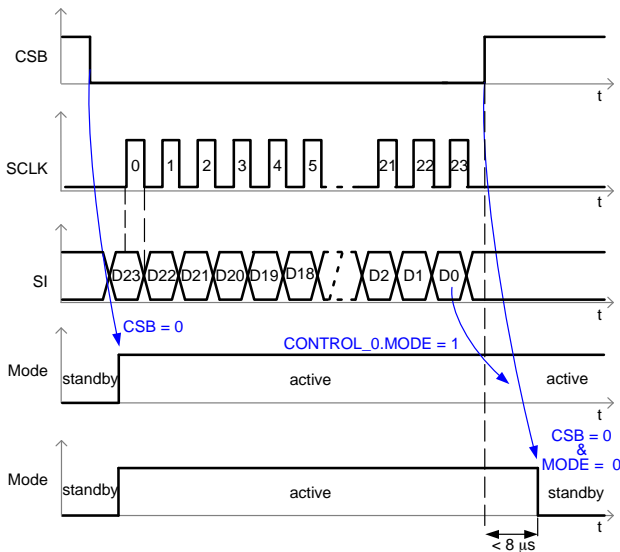 CSB
t
SCLK
0 1 2 3 4 5 21 22 23
t
SI
D23 D22 D21 D20 D19 D18 D2 D1 D0
t
CSB = 0
CONTROL_0.MODE = 1
Mode
standby active active
t
CSB = 0
&
MODE = 0
Mode
standby active standby
t
< 8 µs